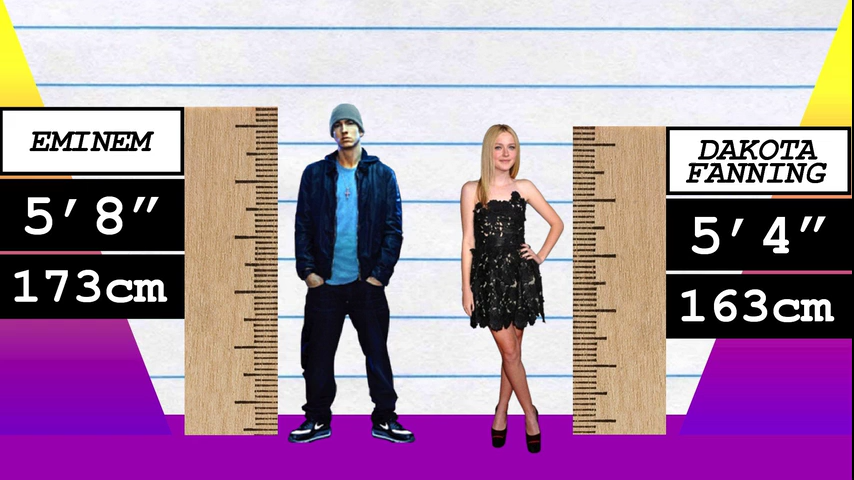 EMINEM
5′8″
173cm
DAKOTA
FANNING
5′4″
163cm